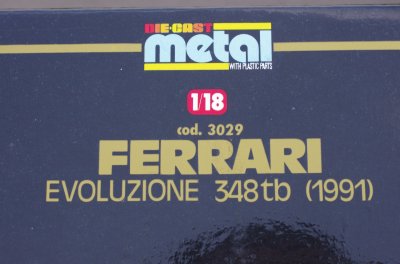 DIE-CAST
metal
WITH PLASTIC PARTS
1/18
cod. 3029
FERRARI
EVOLUZIONE 348tb (1991)